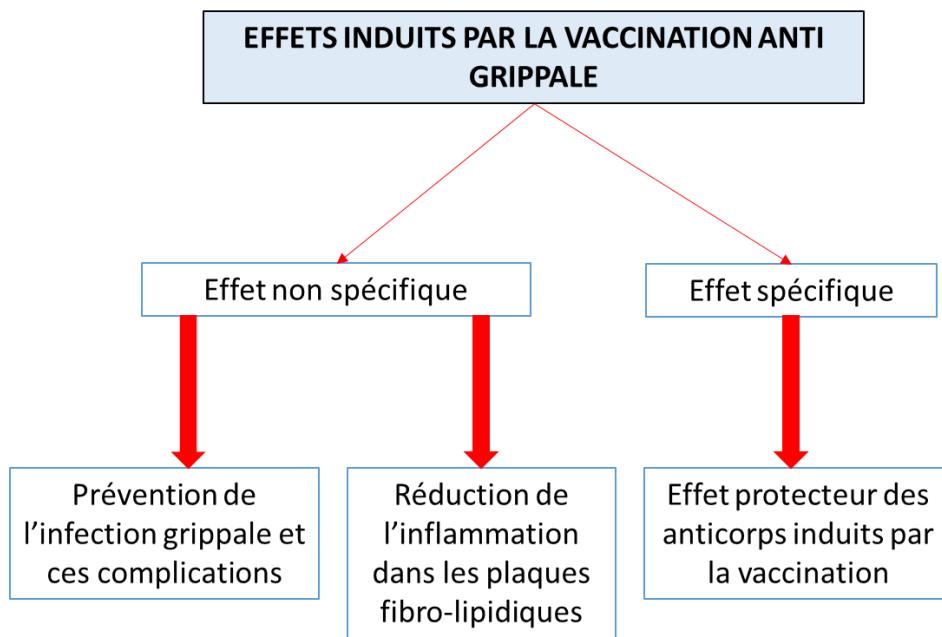 EFFETS INDUITS PAR LA VACCINATION ANTI
GRIPPALE
Effet non spécifique
Effet spécifique
Prévention de
l’infection grippale et
ces complications
Réduction de
l’inflammation
dans les plaques
fibro-lipidiques
Effet protecteur des
anticorps induits par
la vaccination